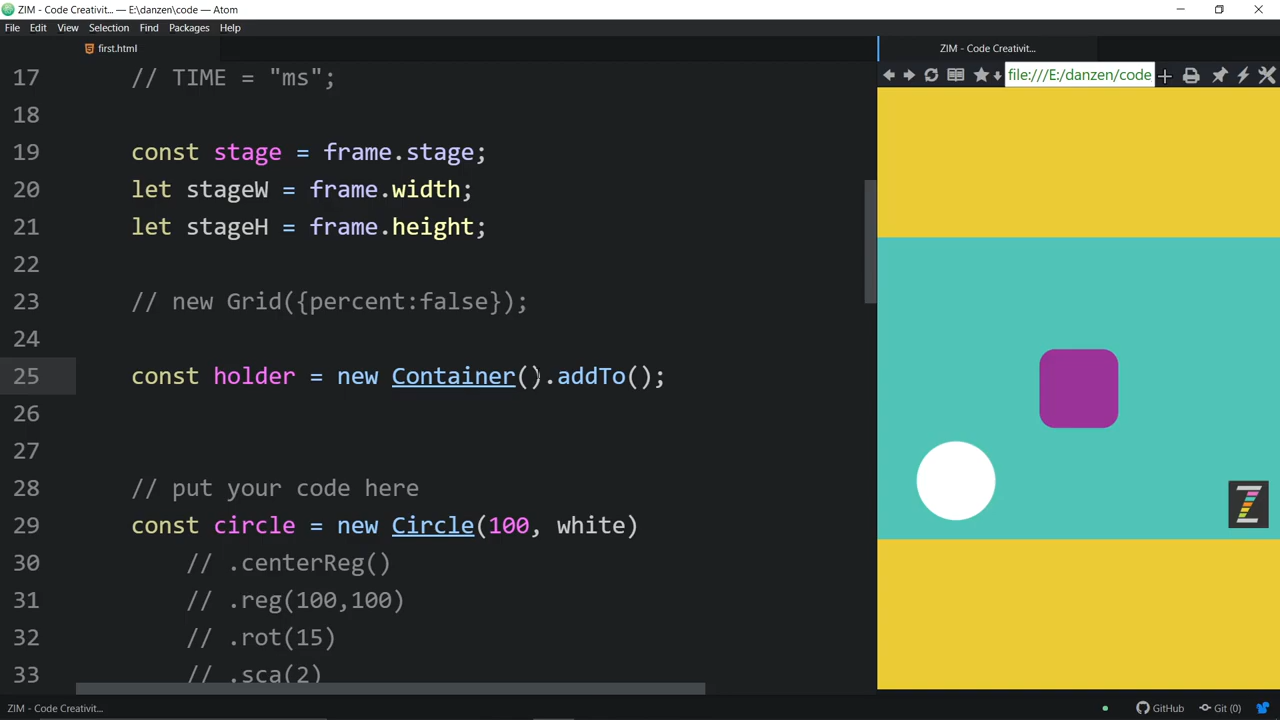 ZIM - Code Creativity — E:\danzen\code — Atom
File Edit View Selection Find Packages Help
first.html
ZIM - Code Creativit...
file:///E:/danzen/code
17 // TIME = "ms";
18
19 const stage = frame.stage;
20 let stageW = frame.width;
21 let stageH = frame.height;
22
23 // new Grid({percent:false});
24
25 const holder = new Container().addTo();
26
27
28 // put your code here
29 const circle = new Circle(100, white)
30 // .centerReg()
31 // .reg(100,100)
32 // .rot(15)
33 // .sca(2)
Z
ZIM - Code Creativit...
GitHub
Git (0)